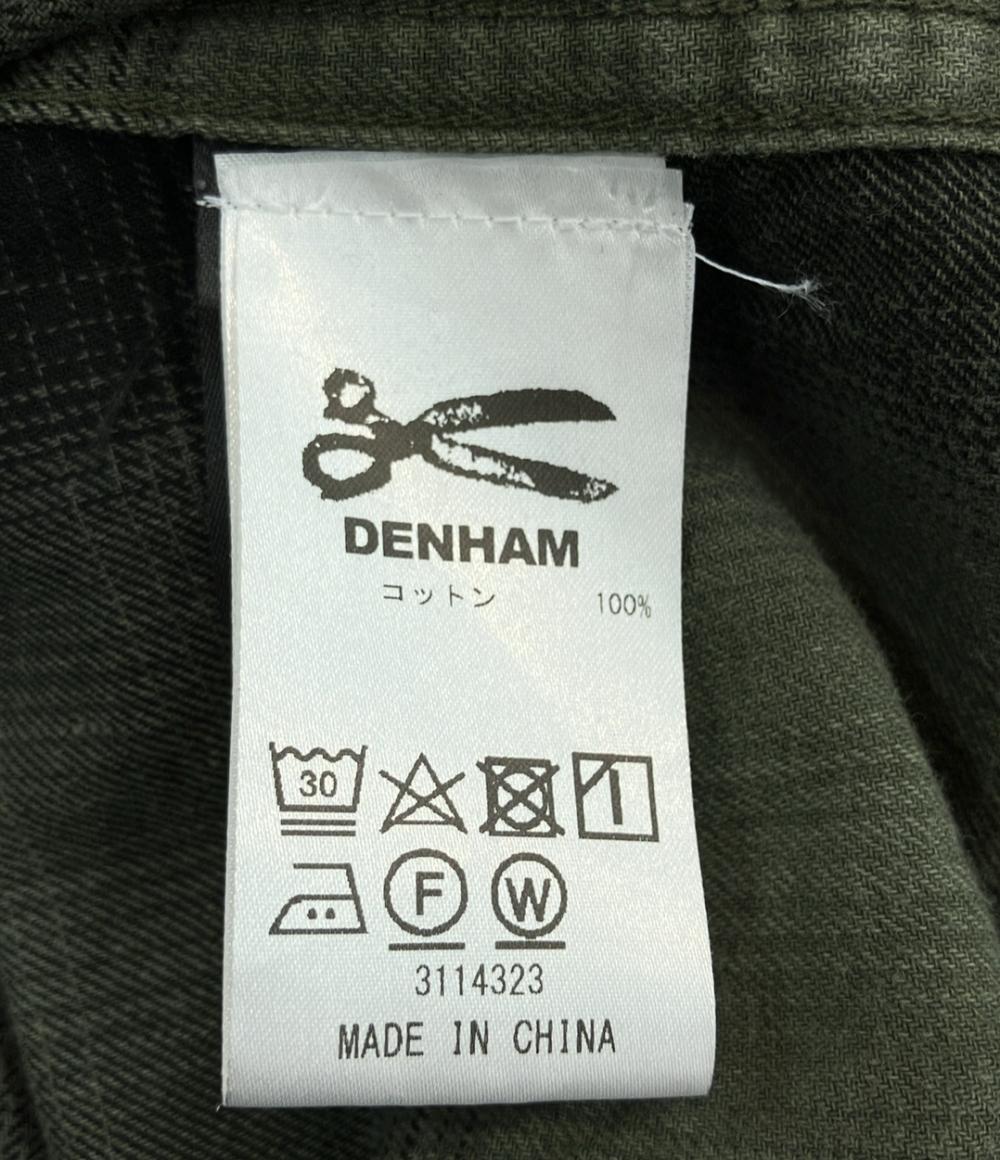 DENHAM
コットン 100%
30
F W
3114323
MADE IN CHINA